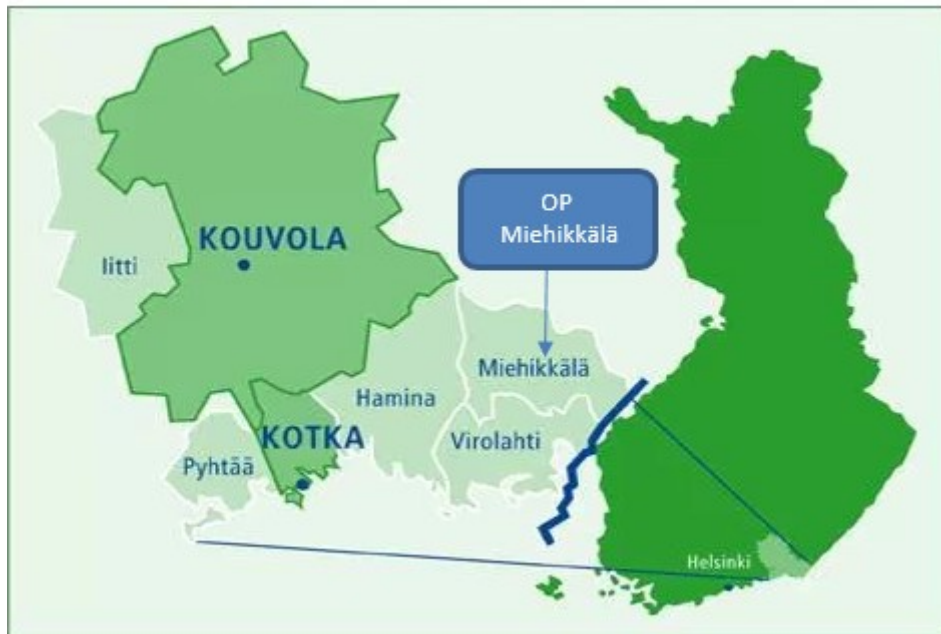 OP
Miehikkälä
KOUVOLA
Iitti
Miehikkälä
Hamina
KOTKA
Virolahti
Pyhtää
Helsinki